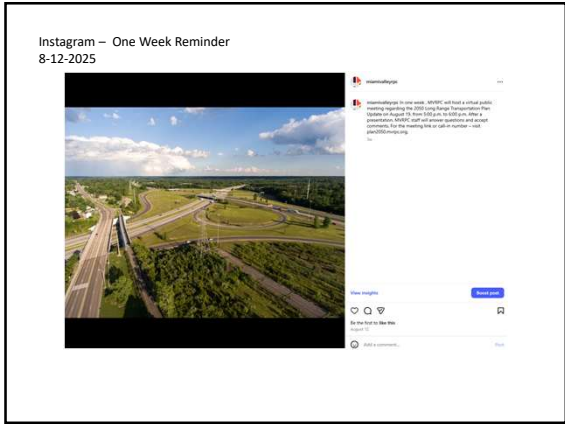 Instagram – One Week Reminder
8-12-2025
miamivalleyrpc
miamivalleyrpc In one week , MVRPC will host a virtual public
meeting regarding the 2050 Long Range Transportation Plan
Update on August 19, from 5:00 p.m. to 6:00 p.m. After a
presentation, MVRPC staff will answer questions and accept
comments. For the meeting link or call-in number – visit
plan2050.mvrpc.org.
View Insights
Boost post
Be the first to like this
Add a comment...
Post